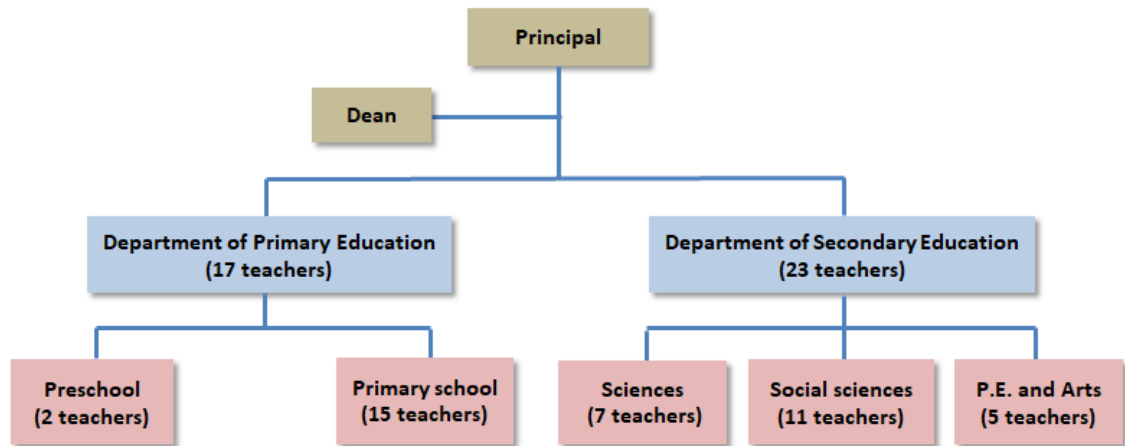 Principal
Dean
Department of Primary Education
(17 teachers)
Department of Secondary Education
(23 teachers)
Preschool
(2 teachers)
Primary school
(15 teachers)
Sciences
(7 teachers)
Social sciences
(11 teachers)
P.E. and Arts
(5 teachers)